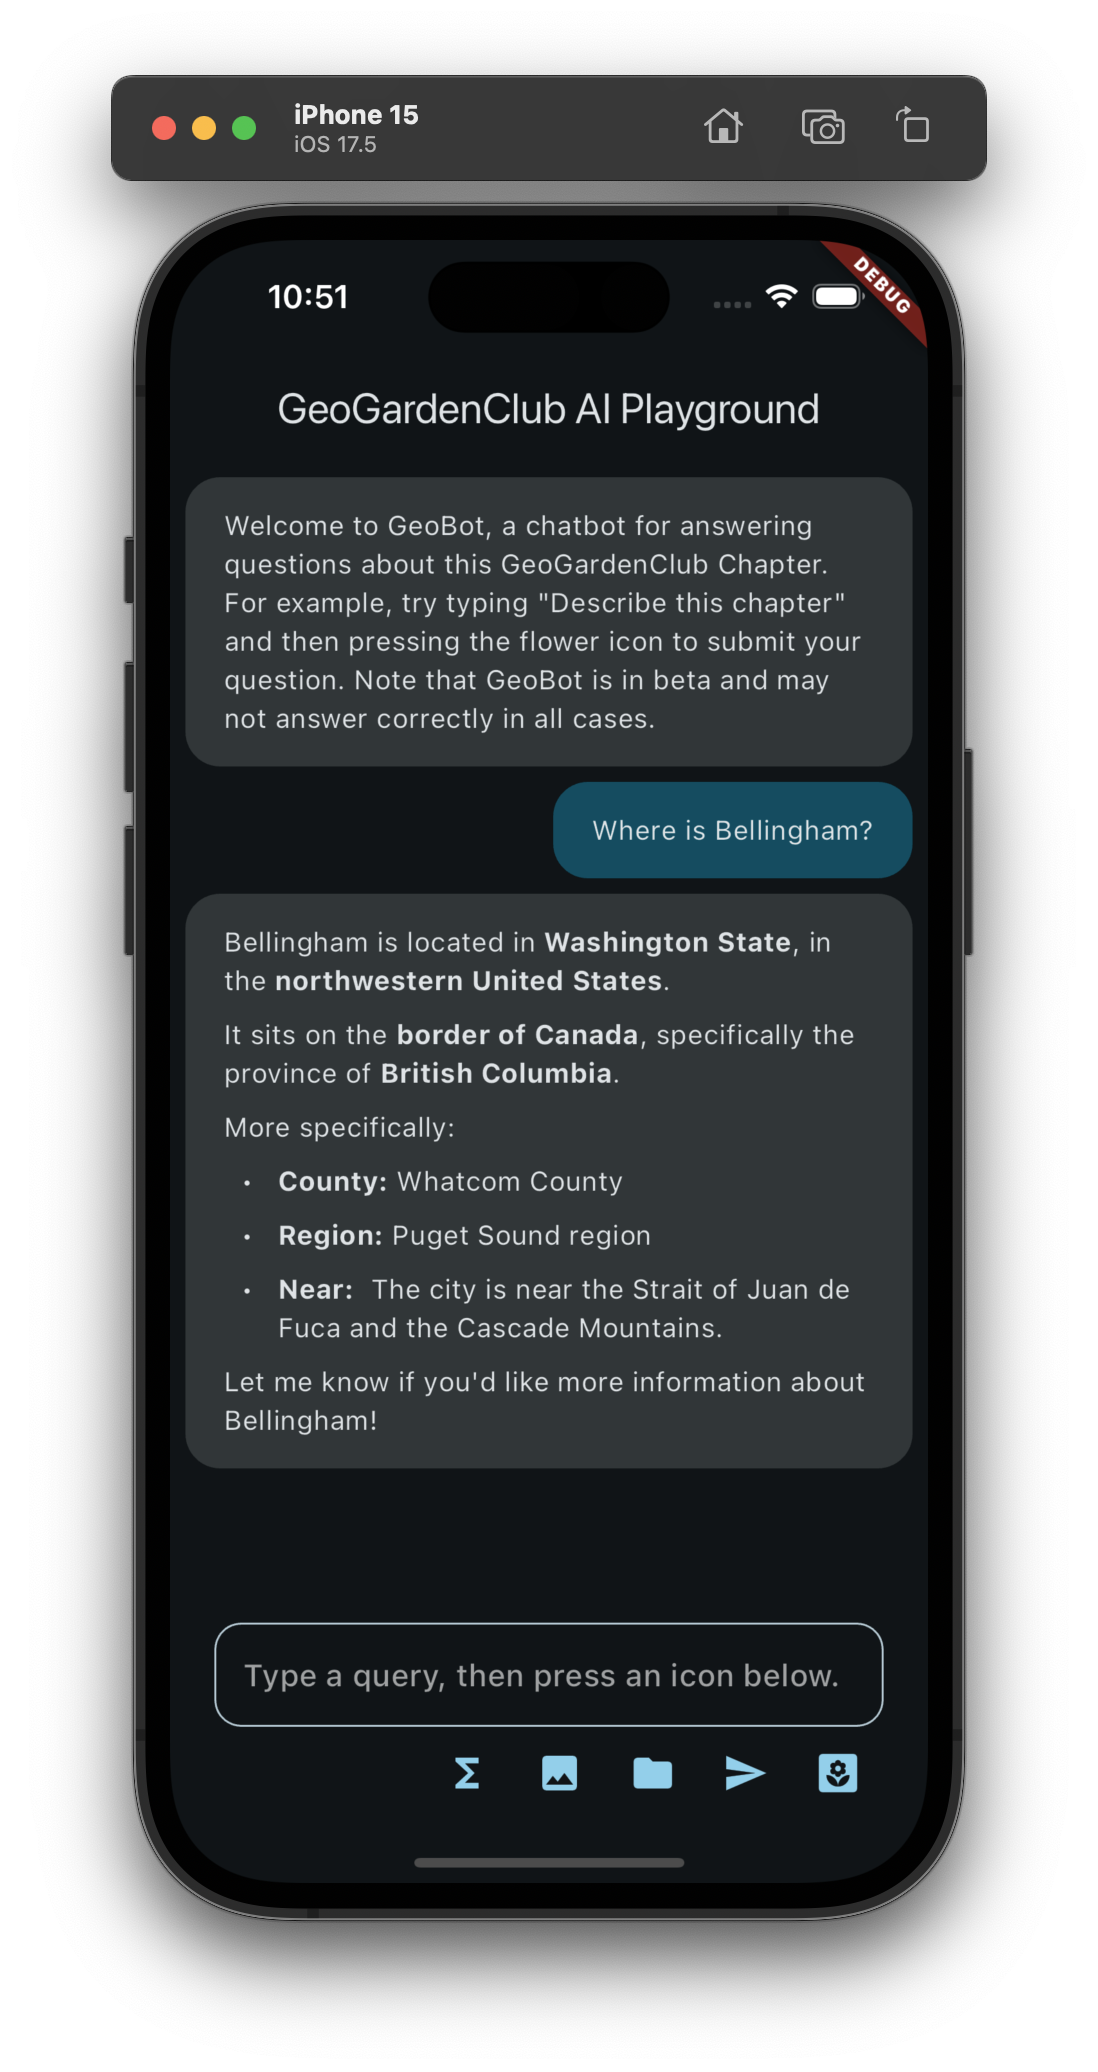 iPhone 15
iOS 17.5
10:51
DEBUG
GeoGardenClub AI Playground
Welcome to GeoBot, a chatbot for answering
questions about this GeoGardenClub Chapter.
For example, try typing "Describe this chapter"
and then pressing the flower icon to submit your
question. Note that GeoBot is in beta and may
not answer correctly in all cases.
Where is Bellingham?
Bellingham is located in Washington State, in
the northwestern United States.
It sits on the border of Canada, specifically the
province of British Columbia.
More specifically:
• County: Whatcom County
• Region: Puget Sound region
• Near: The city is near the Strait of Juan de
Fuca and the Cascade Mountains.
Let me know if you'd like more information about
Bellingham!
Type a query, then press an icon below.